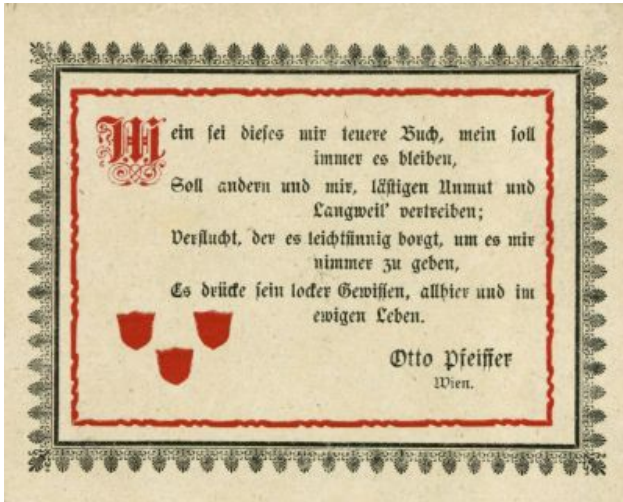 Mein sei dieses mir teuere Buch, mein soll
immer es bleiben,
Soll andern und mir, lästigen Unmut und
Langweil' vertreiben;
Verflucht, der es leichtsinnig borgt, um es mir
nimmer zu geben,
Es drücke sein locker Gewissen, allhier und im
ewigen Leben.
Otto Pfeiffer
Wien.